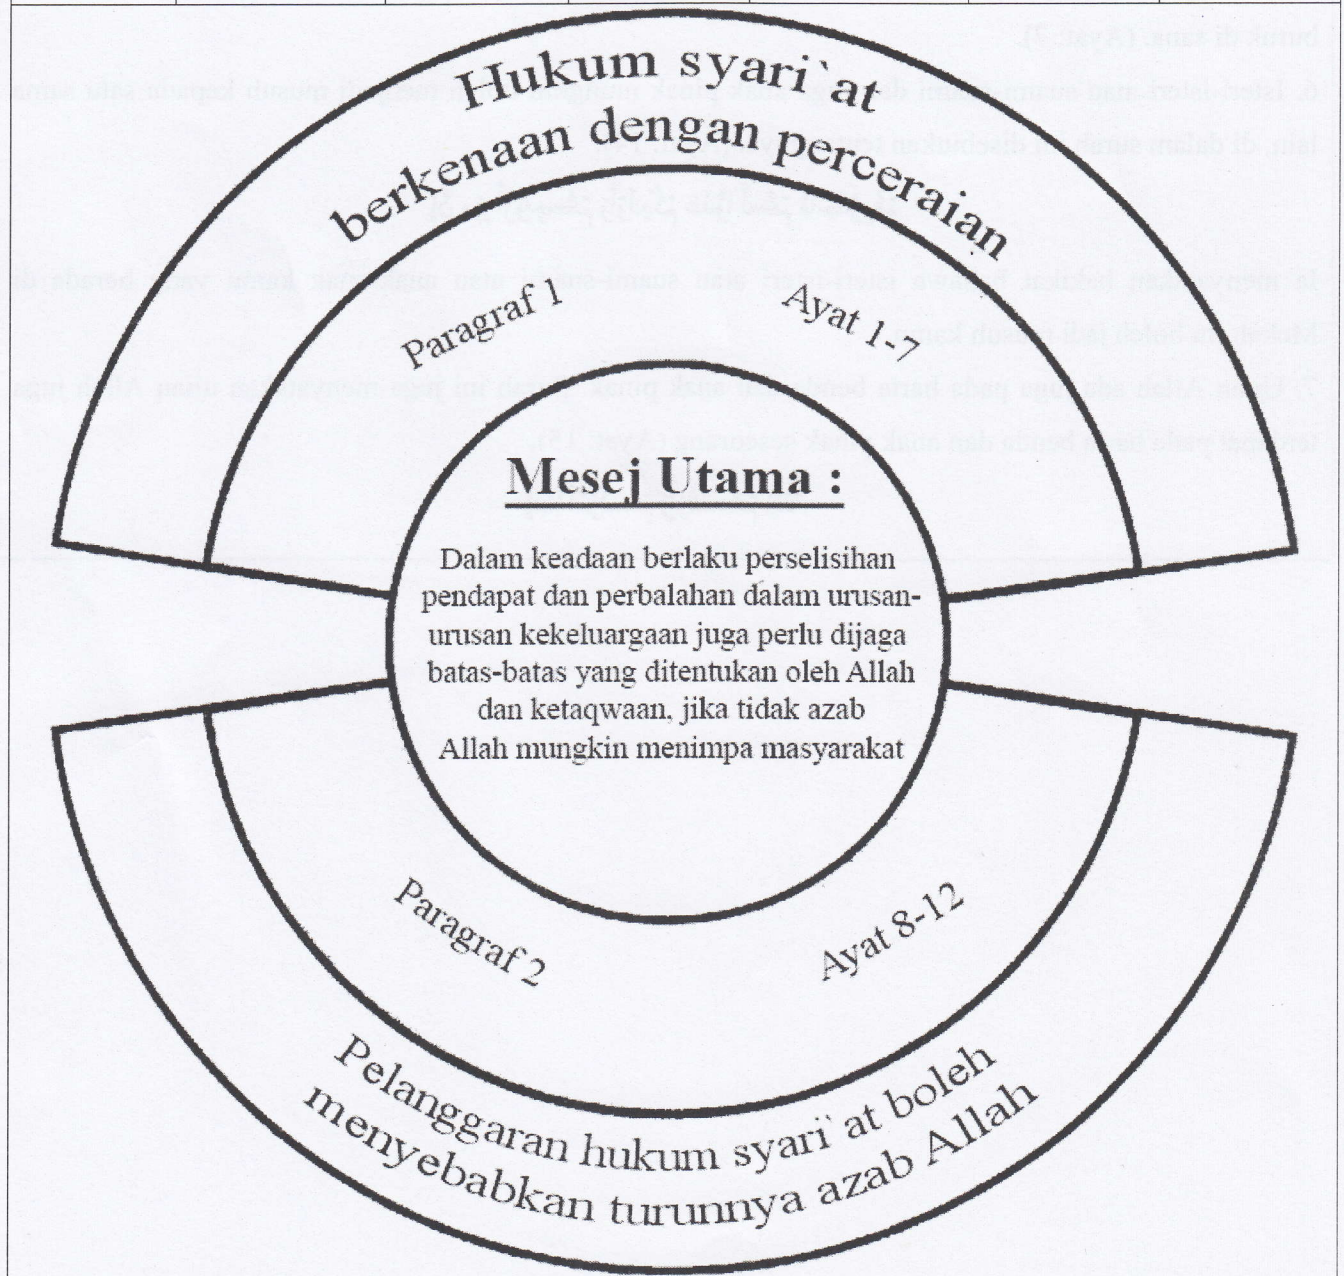 Hukum syari`at
berkenaan dengan perceraian
Paragraf 1
Ayat 1-7
Mesej Utama :
Dalam keadaan berlaku perselisihan
pendapat dan perbalahan dalam urusan-
urusan kekeluargaan juga perlu dijaga
batas-batas yang ditentukan oleh Allah
dan ketaqwaan, jika tidak azab
Allah mungkin menimpa masyarakat
Paragraf 2
Ayat 8-12
Pelanggaran hukum syari`at boleh
menyebabkan turunnya azab Allah